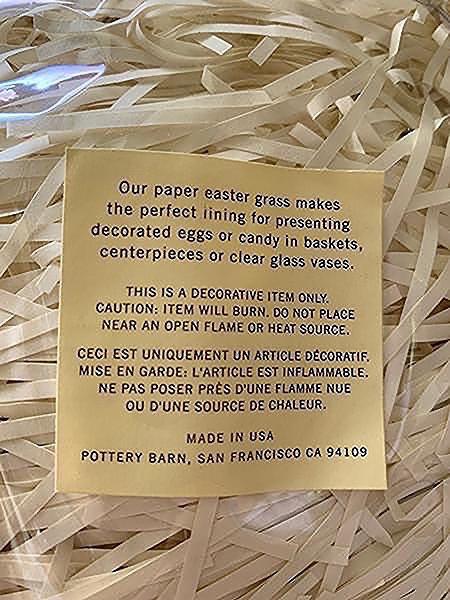 Our paper easter grass makes
the perfect lining for presenting
decorated eggs or candy in baskets,
centerpieces or clear glass vases.
THIS IS A DECORATIVE ITEM ONLY.
CAUTION: ITEM WILL BURN. DO NOT PLACE
NEAR AN OPEN FLAME OR HEAT SOURCE.
CECI EST UNIQUEMENT UN ARTICLE DÉCORATIF.
MISE EN GARDE: L'ARTICLE EST INFLAMMABLE.
NE PAS POSER PRÈS D'UNE FLAMME NUE
OU D'UNE SOURCE DE CHALEUR.
MADE IN USA
POTTERY BARN, SAN FRANCISCO CA 94109